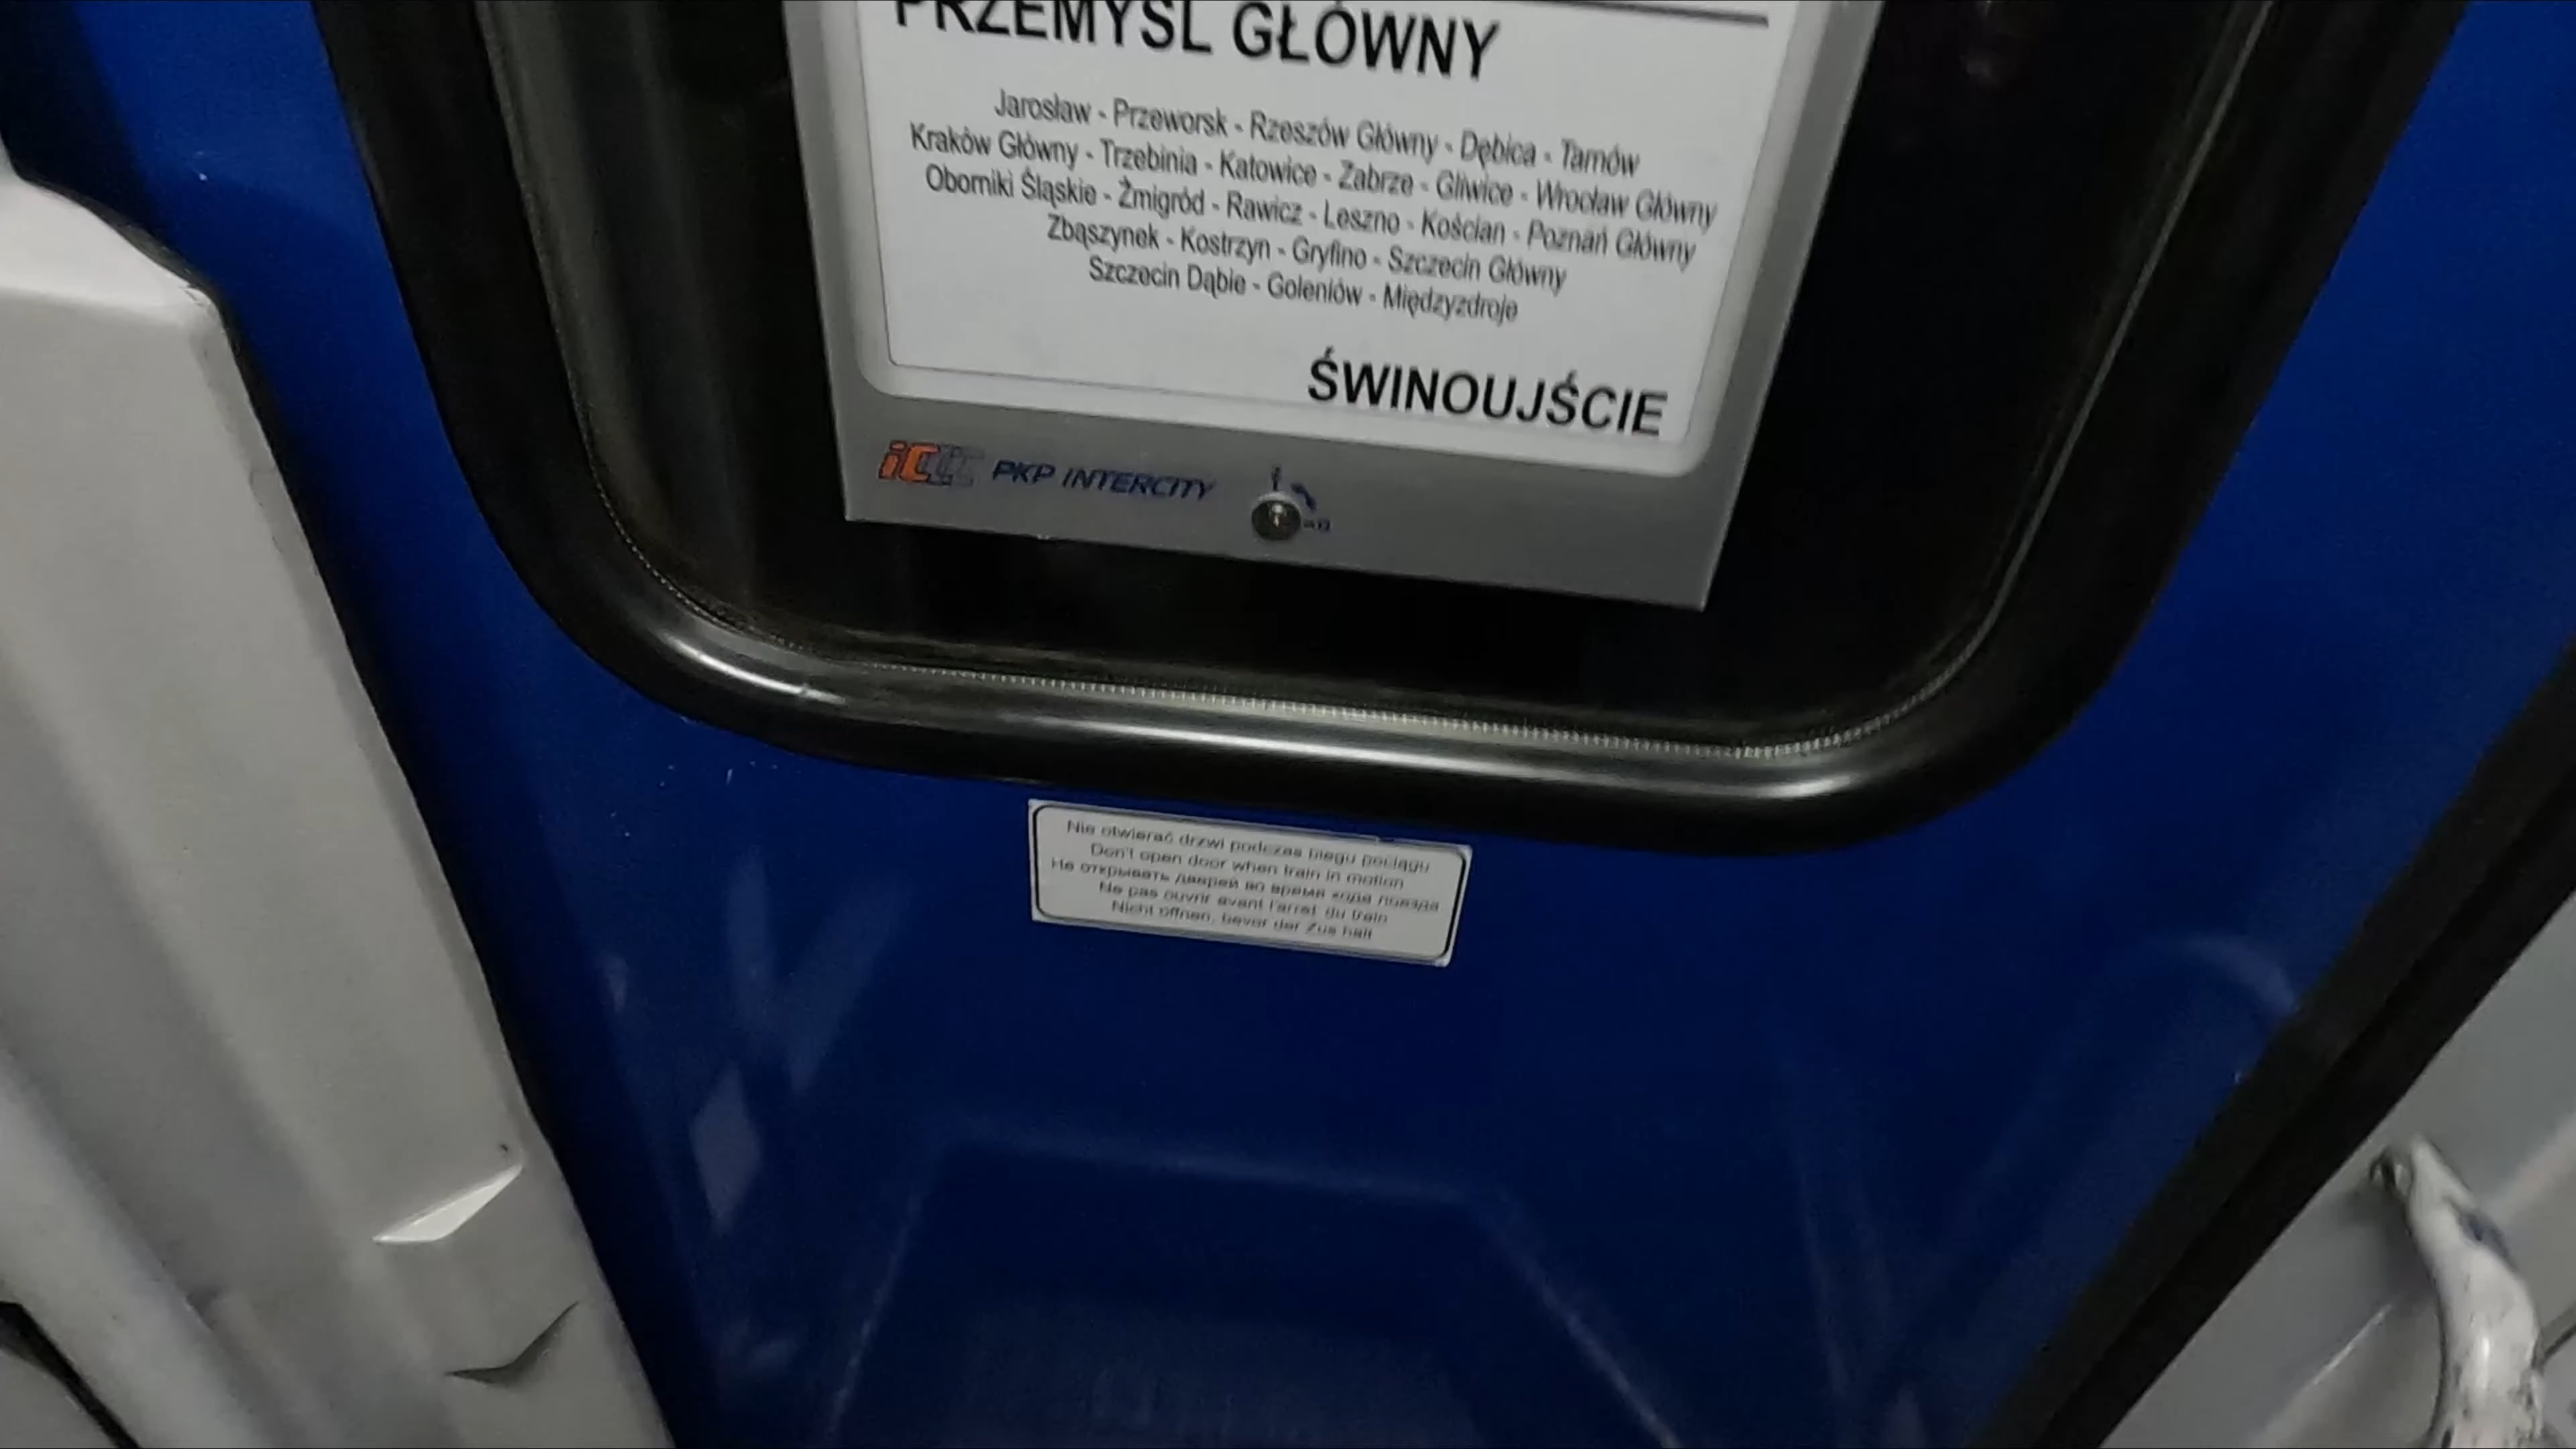 PRZEMYŚL GŁÓWNY
Jarosław - Przeworsk - Rzeszów Główny - Dębica - Tarnów
Kraków Główny - Trzebinia - Katowice - Zabrze - Gliwice - Wrocław Główny
Oborniki Śląskie - Żmigród - Rawicz - Leszno - Kościan - Poznań Główny
Zbąszynek - Kostrzyn - Gryfino - Szczecin Główny
Szczecin Dąbie - Goleniów - Międzyzdroje
ŚWINOUJŚCIE
PKP INTERCITY
Nie otwierać drzwi podczas biegu pociągu
Don't open door when train in motion
Не открывать дверей во время хода поезда
Ne pas ouvrir avant l'arret du train
Nicht öffnen, bevor der Zug hält